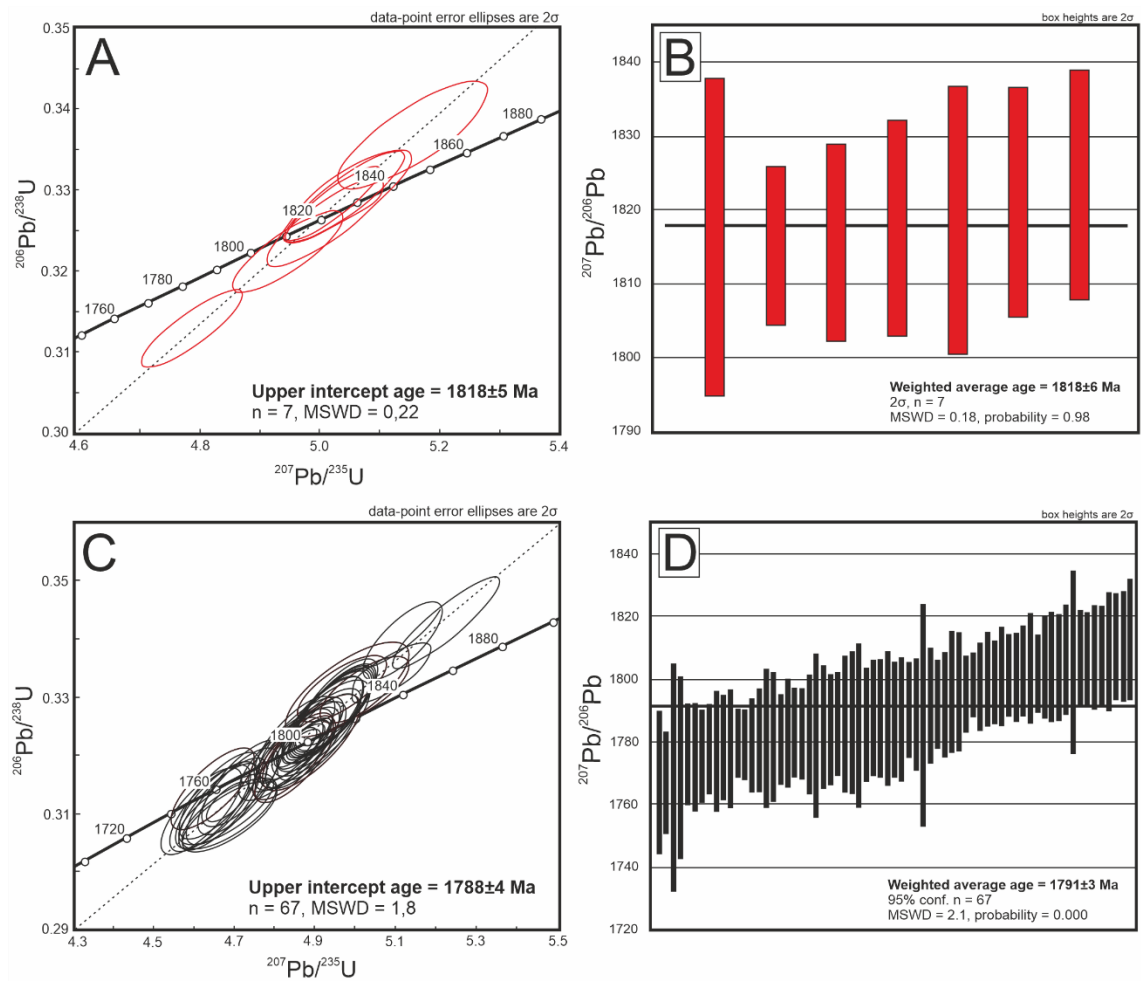 data-point error ellipses are 2σ
A
0.35
0.34
0.33
0.32
0.31
0.30
²⁰⁶Pb/²³⁸U
1760
1780
1800
1820
1840
1860
1880
Upper intercept age = 1818±5 Ma
n = 7, MSWD = 0,22
4.6
4.8
5.0
5.2
5.4
²⁰⁷Pb/²³⁵U
box heights are 2σ
B
1840
1830
1820
1810
1800
1790
²⁰⁷Pb/²⁰⁶Pb
Weighted average age = 1818±6 Ma
2σ, n = 7
MSWD = 0.18, probability = 0.98
data-point error ellipses are 2σ
C
0.35
0.33
0.31
0.29
²⁰⁶Pb/²³⁸U
1720
1760
1800
1840
1880
Upper intercept age = 1788±4 Ma
n = 67, MSWD = 1,8
4.3
4.5
4.7
4.9
5.1
5.3
5.5
²⁰⁷Pb/²³⁵U
box heights are 2σ
D
1840
1820
1800
1780
1760
1740
1720
²⁰⁷Pb/²⁰⁶Pb
Weighted average age = 1791±3 Ma
95% conf. n = 67
MSWD = 2.1, probability = 0.000